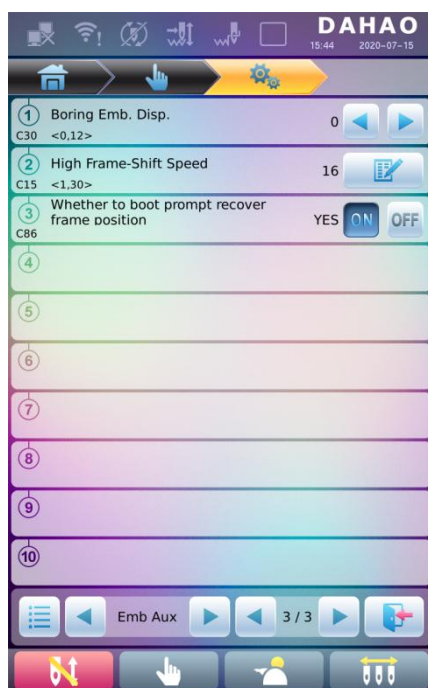 DAHAO
15:44 2020-07-15
1 Boring Emb. Disp. 0
C30 <0,12>
2 High Frame-Shift Speed 16
C15 <1,30>
3 Whether to boot prompt recover
frame position YES ON OFF
C86
4
5
6
7
8
9
10
Emb Aux 3 / 3